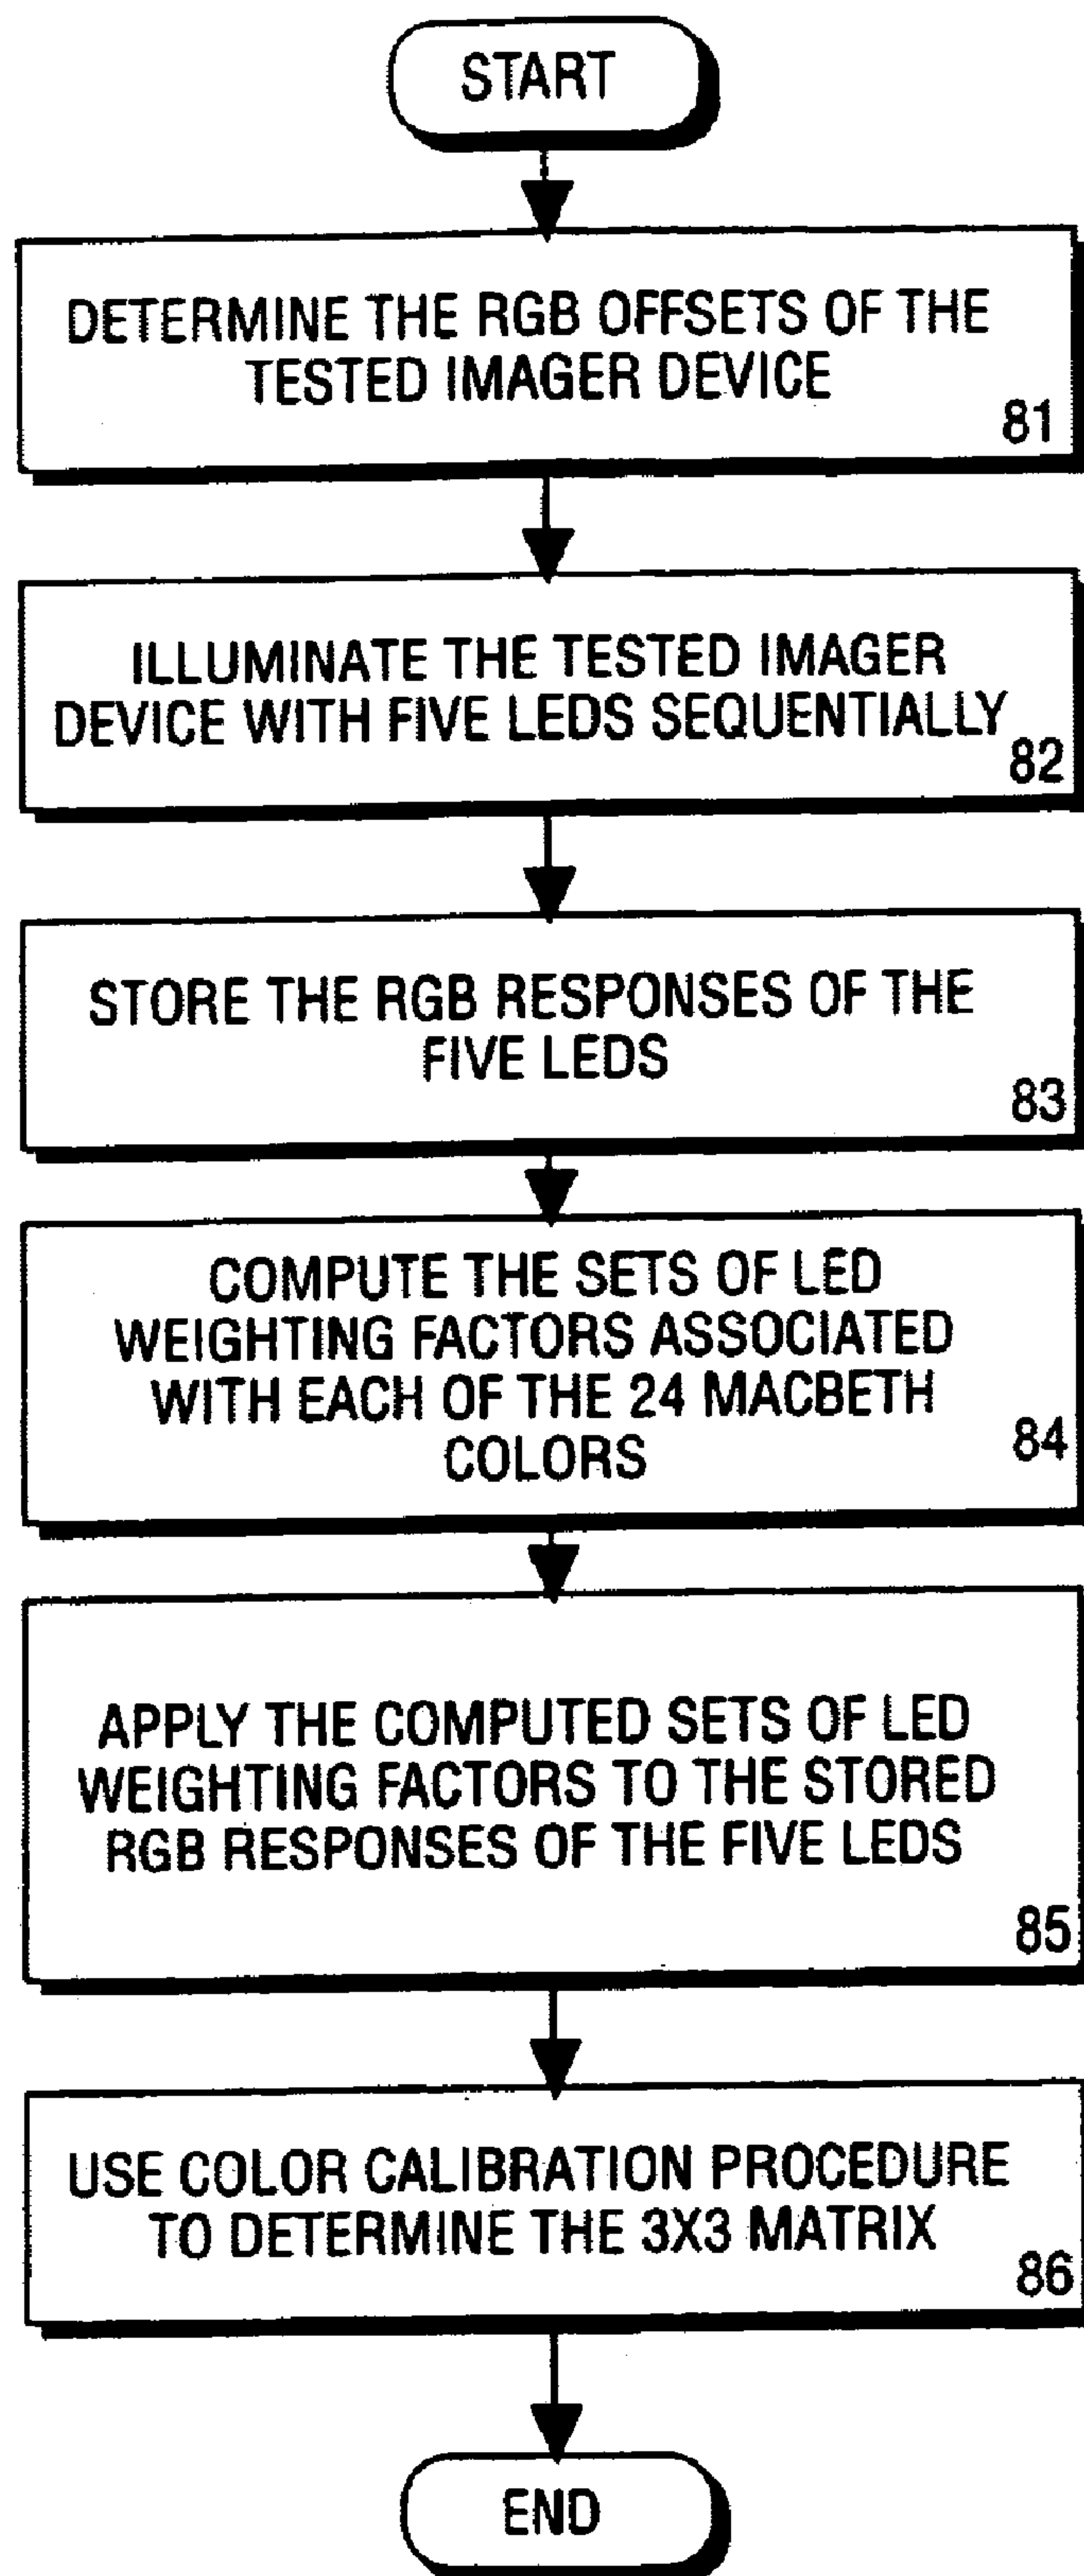 START
DETERMINE THE RGB OFFSETS OF THE
TESTED IMAGER DEVICE
81
ILLUMINATE THE TESTED IMAGER
DEVICE WITH FIVE LEDS SEQUENTIALLY
82
STORE THE RGB RESPONSES OF THE
FIVE LEDS
83
COMPUTE THE SETS OF LED
WEIGHTING FACTORS ASSOCIATED
WITH EACH OF THE 24 MACBETH
COLORS
84
APPLY THE COMPUTED SETS OF LED
WEIGHTING FACTORS TO THE STORED
RGB RESPONSES OF THE FIVE LEDS
85
USE COLOR CALIBRATION PROCEDURE
TO DETERMINE THE 3X3 MATRIX
86
END